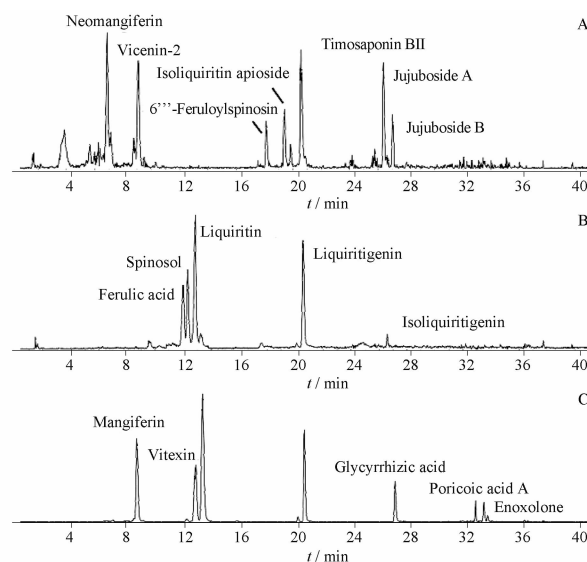 A
Neomangiferin
Vicenin-2
Timosaponin BII
Isoliquiritin apioside
Jujuboside A
6’’’-Feruloylspinosin
Jujuboside B
4 8 12 16 20 24 28 32 36 40
t / min
B
Liquiritin
Spinosol
Liquiritigenin
Ferulic acid
Isoliquiritigenin
4 8 12 16 20 24 28 32 36 40
t / min
C
Mangiferin
Vitexin
Glycyrrhizic acid
Poricoic acid A
Enoxolone
4 8 12 16 20 24 28 32 36 40
t / min